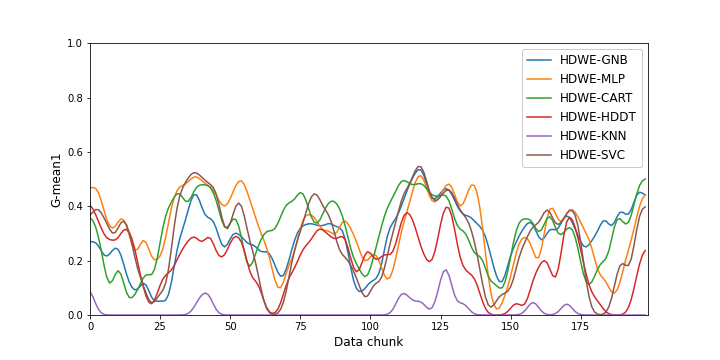 1.0
0.8
0.6
0.4
0.2
0.0
G-mean1
0 25 50 75 100 125 150 175
Data chunk
HDWE-GNB
HDWE-MLP
HDWE-CART
HDWE-HDDT
HDWE-KNN
HDWE-SVC